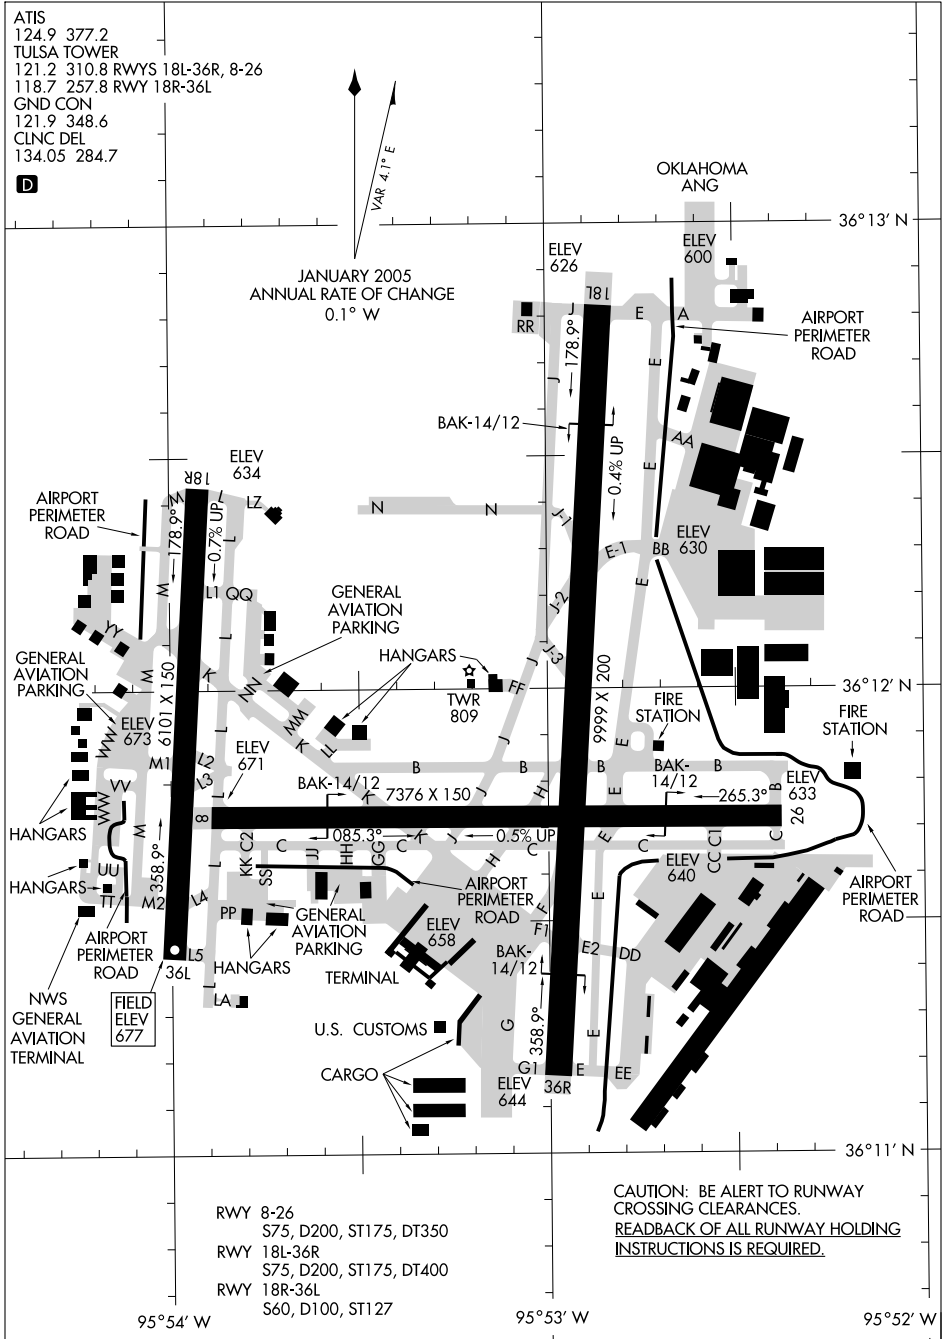 ATIS
124.9 377.2
TULSA TOWER
121.2 310.8 RWYS 18L-36R, 8-26
118.7 257.8 RWY 18R-36L
GND CON
121.9 348.6
CLNC DEL
134.05 284.7
D
VAR 4.1° E
JANUARY 2005
ANNUAL RATE OF CHANGE
0.1° W
OKLAHOMA
ANG
36°13' N
ELEV
626
ELEV
600
18L
J
E
A
RR
178.9°
AIRPORT
PERIMETER
ROAD
J
E
BAK-14/12
AA
0.4% UP
E
ELEV
634
18R
M
L
LZ
AIRPORT
PERIMETER
ROAD
178.9°
0.7% UP
L
N
N
J-1
E-1
BB
ELEV
630
E
M
L1
QQ
GENERAL
AVIATION
PARKING
J-2
YY
L
J-3
HANGARS
GENERAL
AVIATION
PARKING
M
K
NN
J
FF
TWR
809
36°12' N
6101 X 150
9999 X 200
FIRE
STATION
FIRE
STATION
ELEV
673
WW
L
MM
K
LL
J
E
M1
L2
L3
ELEV
671
B
B
B
B
BAK-14/12
BAK-
14/12
ELEV
633
B
VV
WW
L
K
7376 X 150
J
H
E
265.3°
26
HANGARS
M
8
085.3°
K
J
0.5% UP
E
C
358.9°
KK
C2
SS
C
JJ
HH
GG
C
H
C
CC
C1
HANGARS
UU
TT
M2
L
L4
PP
ELEV
640
AIRPORT
PERIMETER
ROAD
AIRPORT
PERIMETER
ROAD
GENERAL
AVIATION
PARKING
ELEV
658
F
F1
E
E2
DD
AIRPORT
PERIMETER
ROAD
HANGARS
BAK-
14/12
L5
36L
TERMINAL
NWS
GENERAL
AVIATION
TERMINAL
FIELD
ELEV
677
L
LA
U.S. CUSTOMS
G
358.9°
E
CARGO
G1
E
EE
ELEV
644
36R
36°11' N
RWY 8-26
S75, D200, ST175, DT350
RWY 18L-36R
S75, D200, ST175, DT400
RWY 18R-36L
S60, D100, ST127
CAUTION: BE ALERT TO RUNWAY
CROSSING CLEARANCES.
READBACK OF ALL RUNWAY HOLDING
INSTRUCTIONS IS REQUIRED.
95°54' W
95°53' W
95°52' W